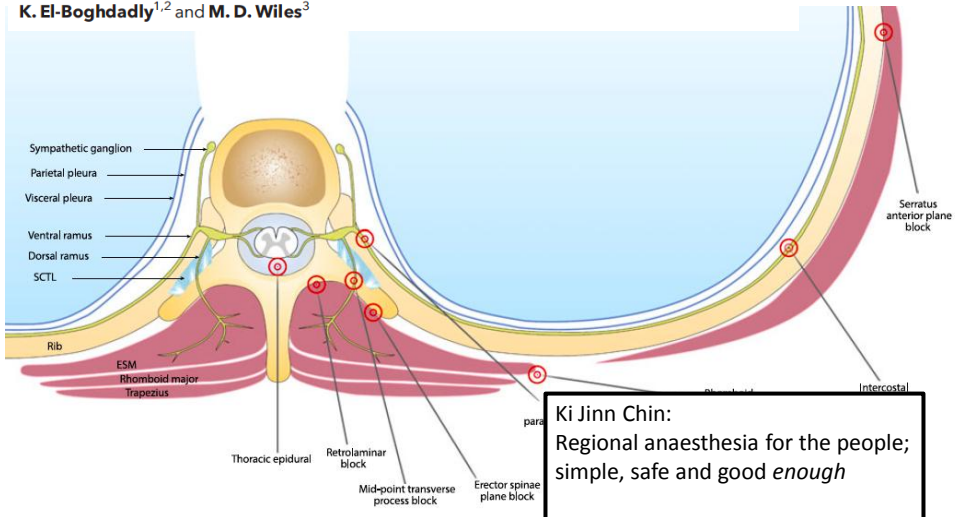 K. El-Boghdadly1,2 and M. D. Wiles3
Sympathetic ganglion
Parietal pleura
Visceral pleura
Ventral ramus
Dorsal ramus
SCTL
Rib
ESM
Rhomboid major
Trapezius
Serratus
anterior plane
block
Intercostal
para
Thoracic epidural
Retrolaminar
block
Mid-point transverse
process block
Erector spinae
plane block
Ki Jinn Chin:
Regional anaesthesia for the people;
simple, safe and good enough